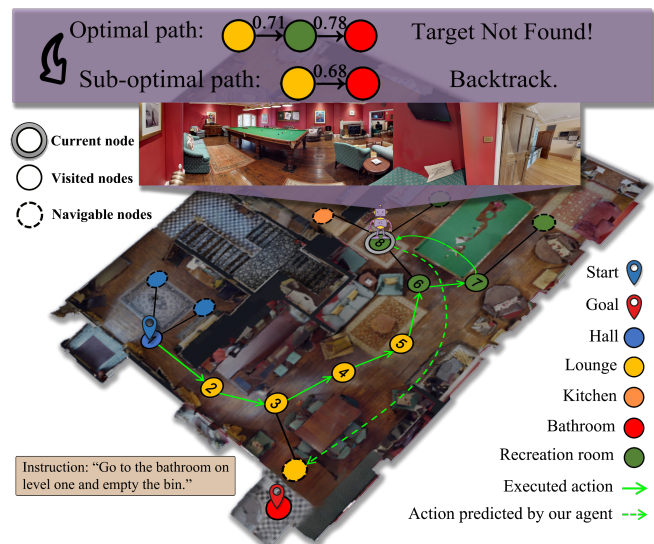 Optimal path: 0.71 0.78 Target Not Found!
Sub-optimal path: 0.68 Backtrack.
Current node
Visited nodes
Navigable nodes
8
6
7
5
4
3
2
Start
Goal
Hall
Lounge
Kitchen
Bathroom
Recreation room
Executed action
Action predicted by our agent
Instruction: “Go to the bathroom on
level one and empty the bin.”